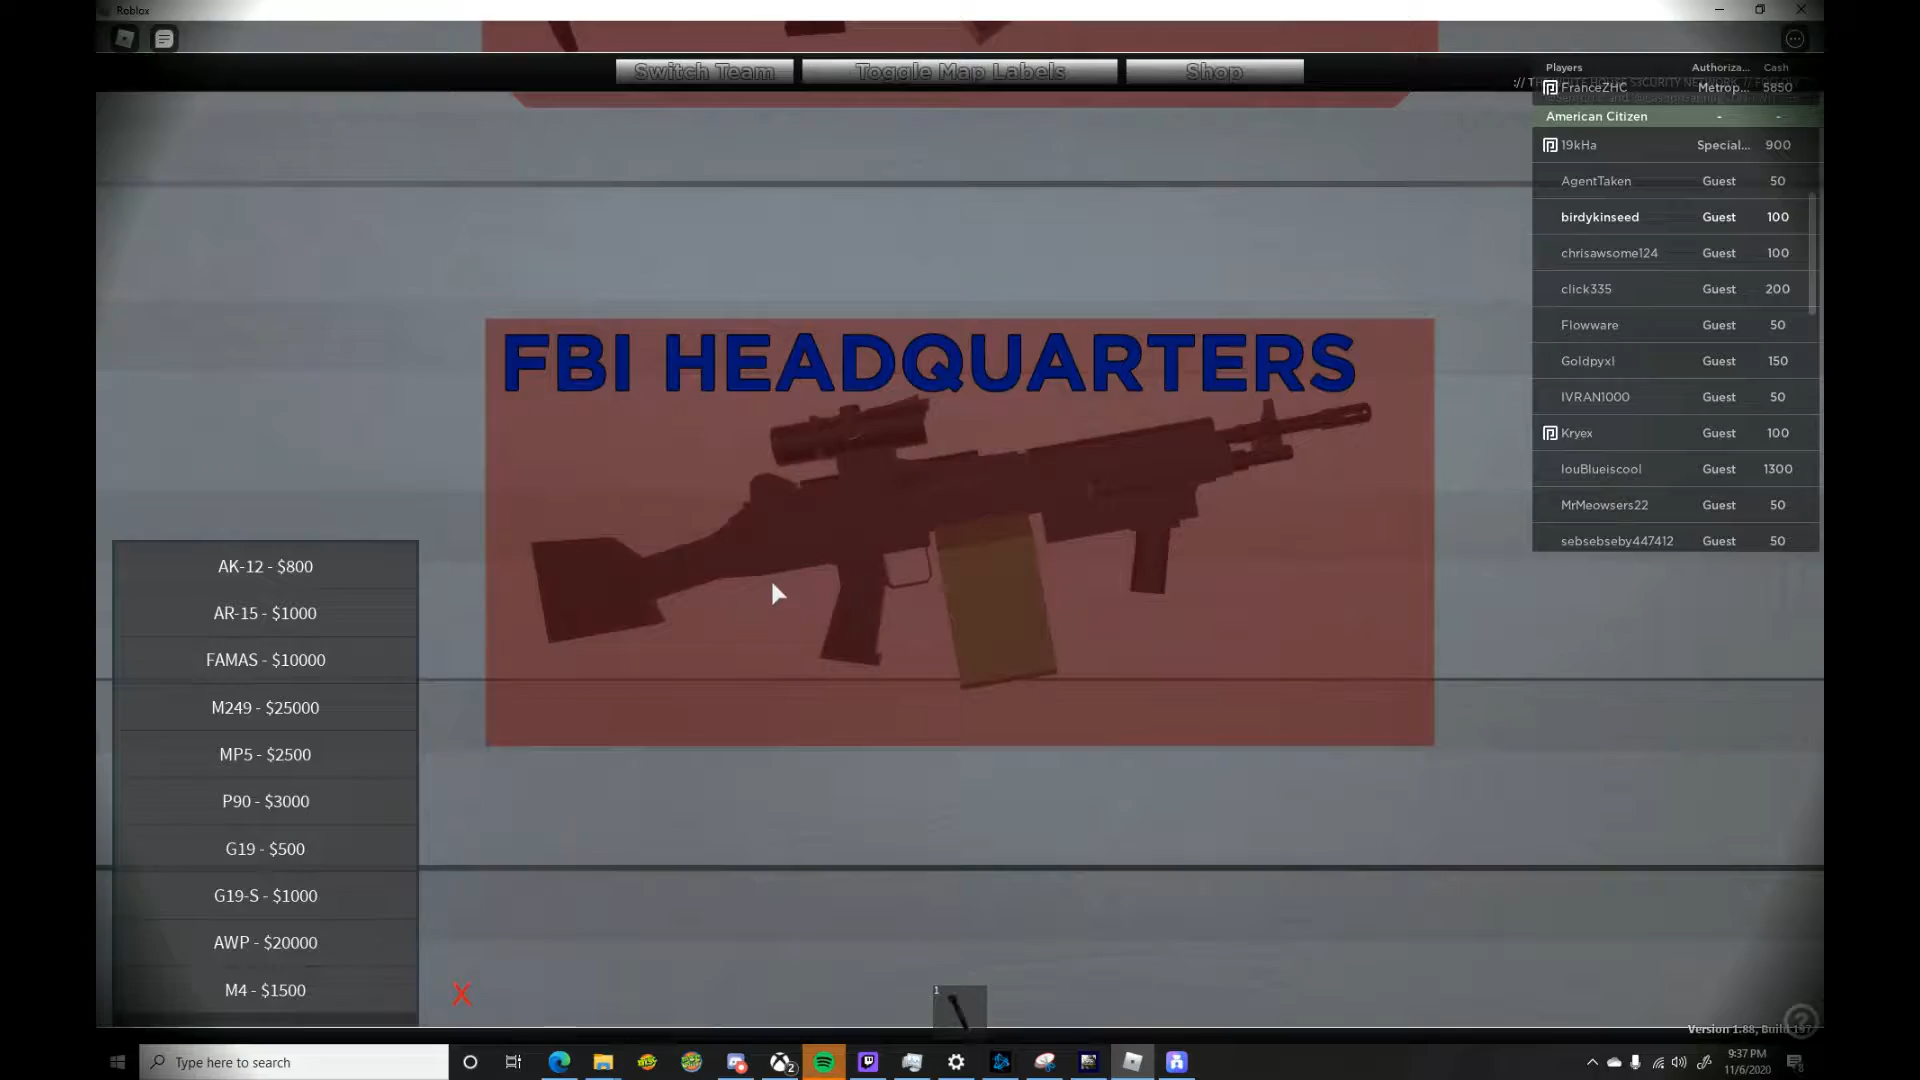 Roblox
Switch Team Toggle Map Labels Shop
Players Authoriza... Cash
FranceZHC Metrop... 5850
American Citizen - -
19kHa Special... 900
AgentTaken Guest 50
birdykinseed Guest 100
chrisawsome124 Guest 100
click335 Guest 200
Flowware Guest 50
Goldpyxl Guest 150
IVRAN1000 Guest 50
Kryex Guest 100
louBlueiscool Guest 1300
MrMeowsers22 Guest 50
sebsebseby447412 Guest 50
FBI HEADQUARTERS
AK-12 - $800
AR-15 - $1000
FAMAS - $10000
M249 - $25000
MP5 - $2500
P90 - $3000
G19 - $500
G19-S - $1000
AWP - $20000
M4 - $1500
X
1
Version 1.88, Build
Type here to search
2
9:37 PM
11/6/2020